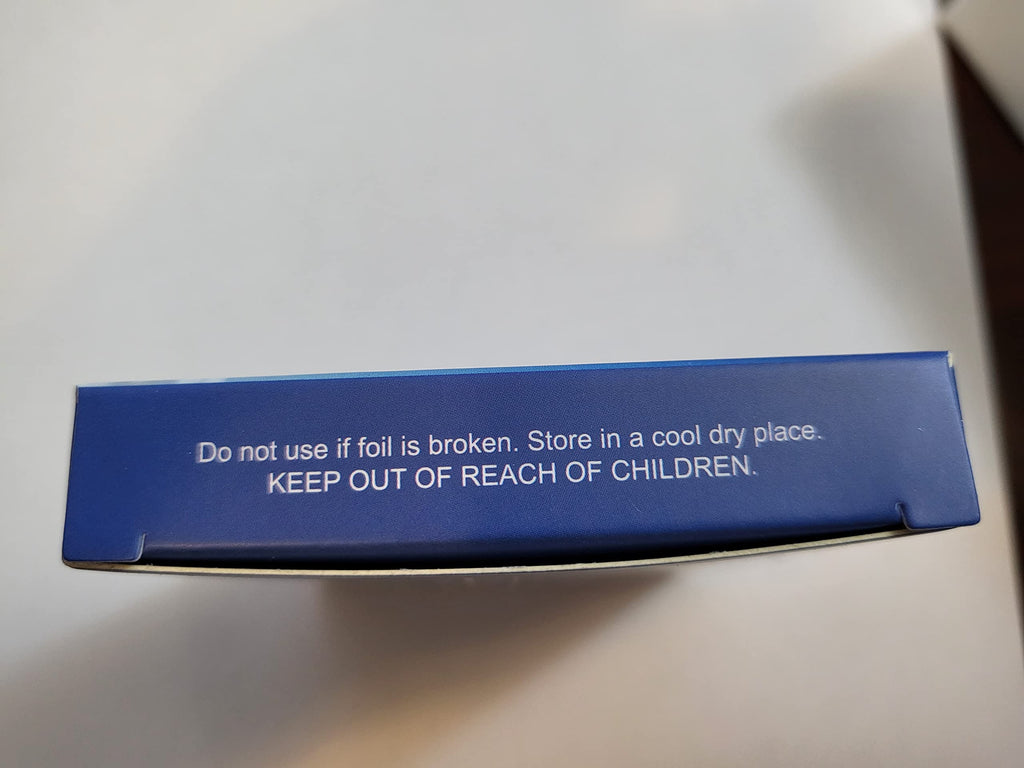 Do not use if foil is broken. Store in a cool dry place.
KEEP OUT OF REACH OF CHILDREN.